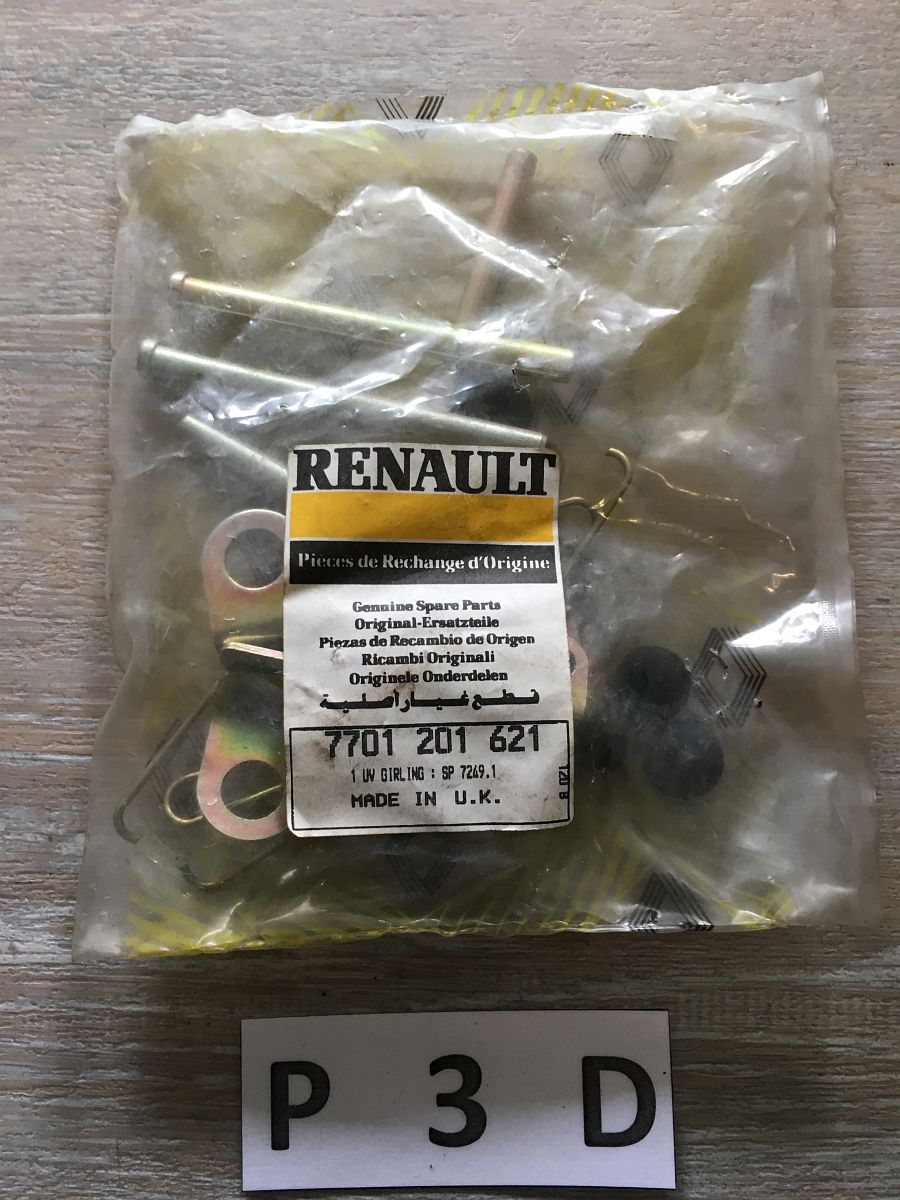 RENAULT
Pieces de Rechange d'Origine
Genuine Spare Parts
Original-Ersatzteile
Piezas de Recambio de Origen
Ricambi Originali
Originele Onderdelen
قطع غيار أصلية
7701 201 621
1 UV GIRLING : SP 7249.1
MADE IN U.K.
P 3 D